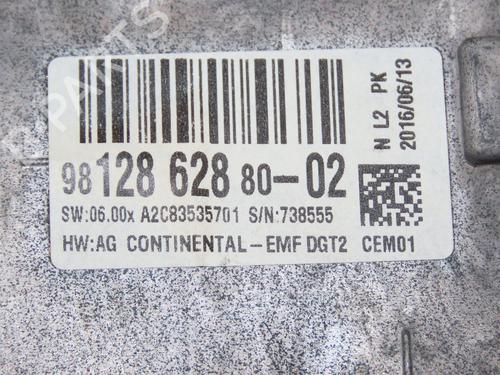 98 128 628 80-02
SW:06.00x A2C83535701 S/N:738555
HW:AG CONTINENTAL-EMF DGT2 CEM01
N L2 PK
2016/06/13